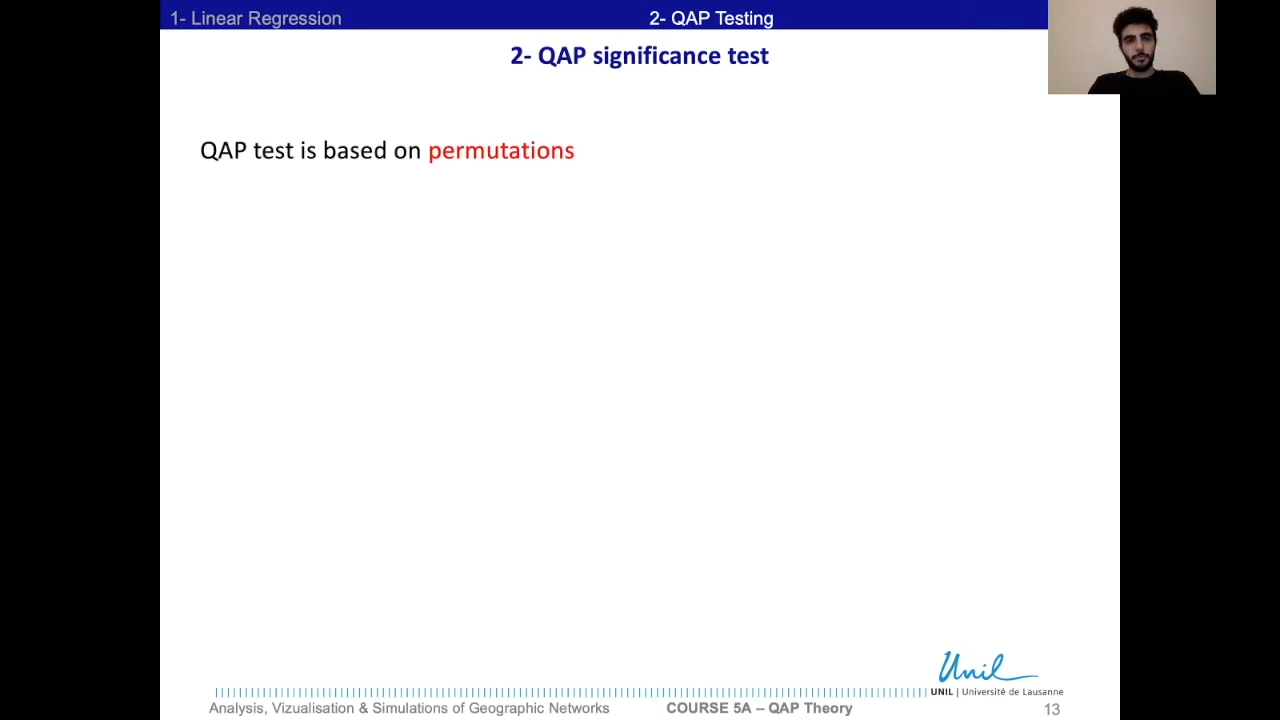 1- Linear Regression
2- QAP Testing
2- QAP significance test
QAP test is based on permutations
Unil
UNIL | Université de Lausanne
Analysis, Vizualisation & Simulations of Geographic Networks
COURSE 5A – QAP Theory
13